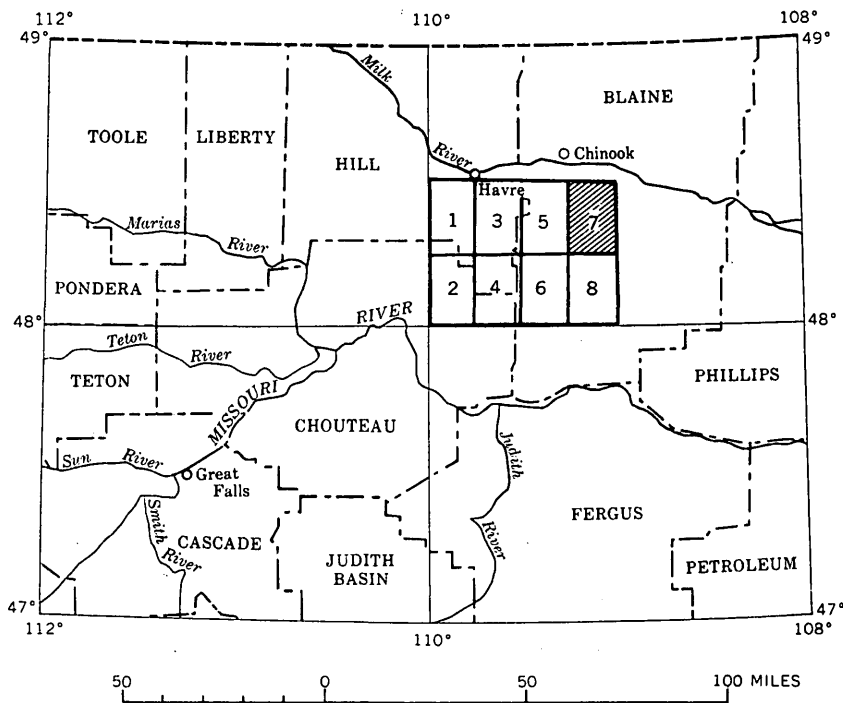 112° 110° 108°
49° 49°
Milk
BLAINE
TOOLE LIBERTY
River Chinook
HILL
Havre
Marias 1 3 5 7
River
PONDERA
RIVER 2 4 6 8
48° 48°
Teton
River
TETON PHILLIPS
MISSOURI
CHOUTEAU
Judith
Sun River
Great
Falls
Smith FERGUS
CASCADE
River JUDITH River
BASIN PETROLEUM
47° 47°
112° 110° 108°
50 0 50 100 MILES